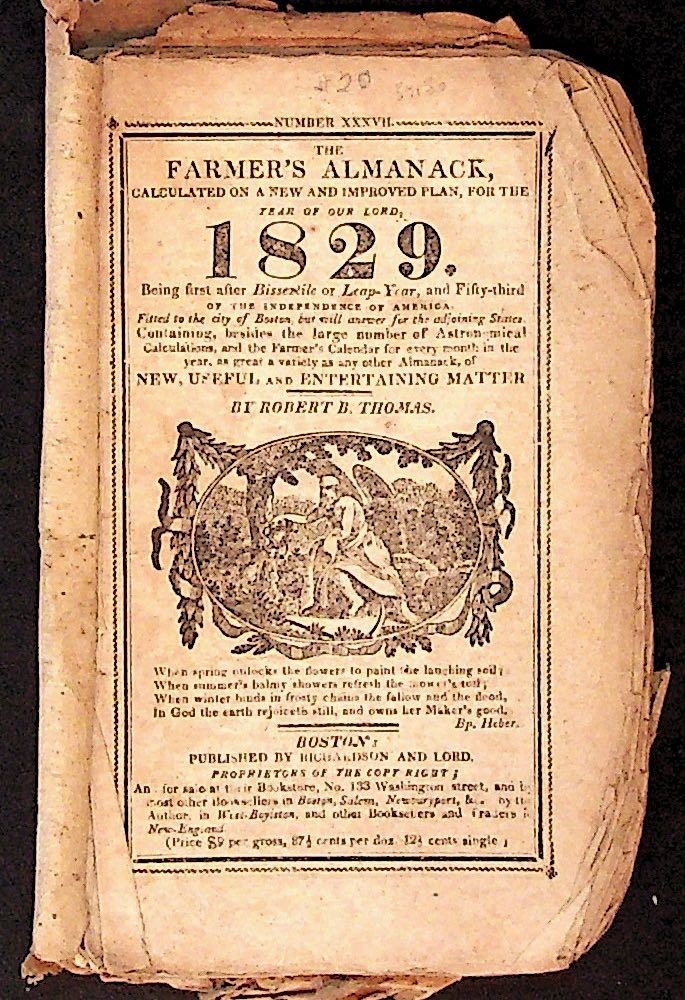 #20
NUMBER XXXVII.
THE
FARMER'S ALMANACK,
CALCULATED ON A NEW AND IMPROVED PLAN, FOR THE
YEAR OF OUR LORD,
1829.
Being first after Bissextile or Leap-Year, and Fifty-third
OF THE INDEPENDENCE OF AMERICA.
Fitted to the city of Boston, but will answer for the adjoining States.
Containing, besides the large number of Astronomical
Calculations, and the Farmer's Calendar for every month in the
year, as great a variety as any other Almanack, of
NEW, USEFUL AND ENTERTAINING MATTER
BY ROBERT B. THOMAS.
When spring unlocks the flowers to paint the laughing soil;
When summer's balmy showers refresh the mower's toil;
When winter binds in frosty chains the fallow and the flood,
In God the earth rejoiceth still, and owns her Maker's good.
Bp. Heber.
BOSTON:
PUBLISHED BY RICHARDSON AND LORD,
PROPRIETORS OF THE COPY RIGHT;
And for sale at their Bookstore, No. 133 Washington street, and by
most other Booksellers in Boston, Salem, Newburyport, &c. by the
Author, in West-Boylston, and other Booksellers and Traders in
New-England
(Price $9 per gross, 87½ cents per doz. 12½ cents single)